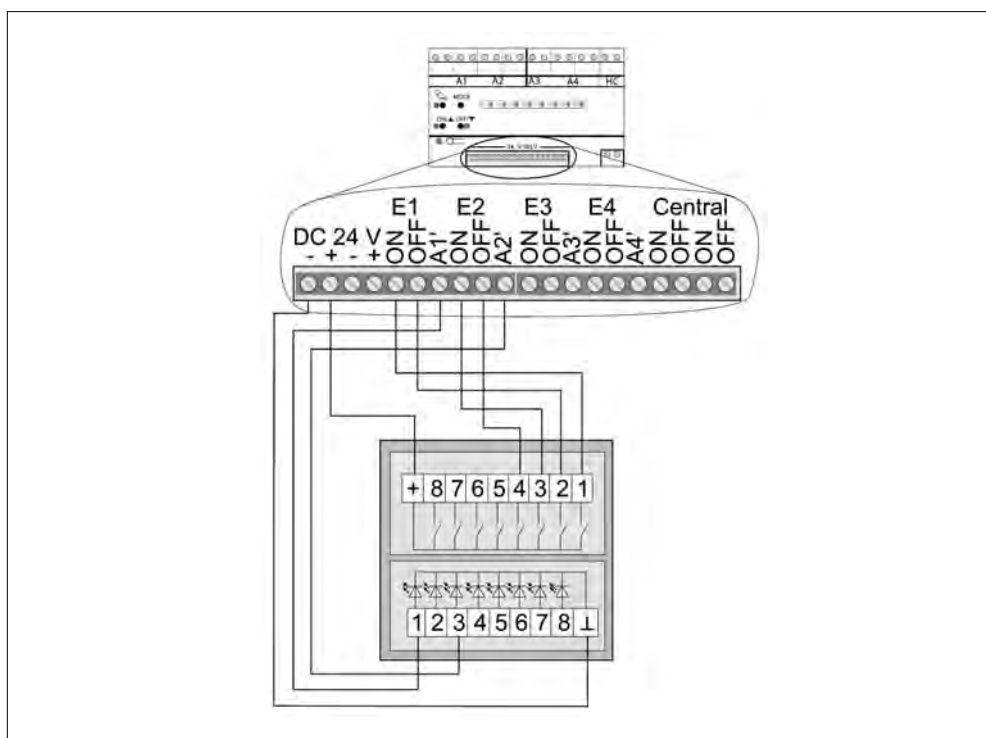 A1 A2 A3 A4 HC
MODE
ON▲ OFF▼
E1 E2 E3 E4 Central
DC 24 V
- + - + ON OFF A1' ON OFF A2' ON OFF A3' ON OFF A4' ON OFF ON OFF
+ 8 7 6 5 4 3 2 1
1 2 3 4 5 6 7 8 ⊥